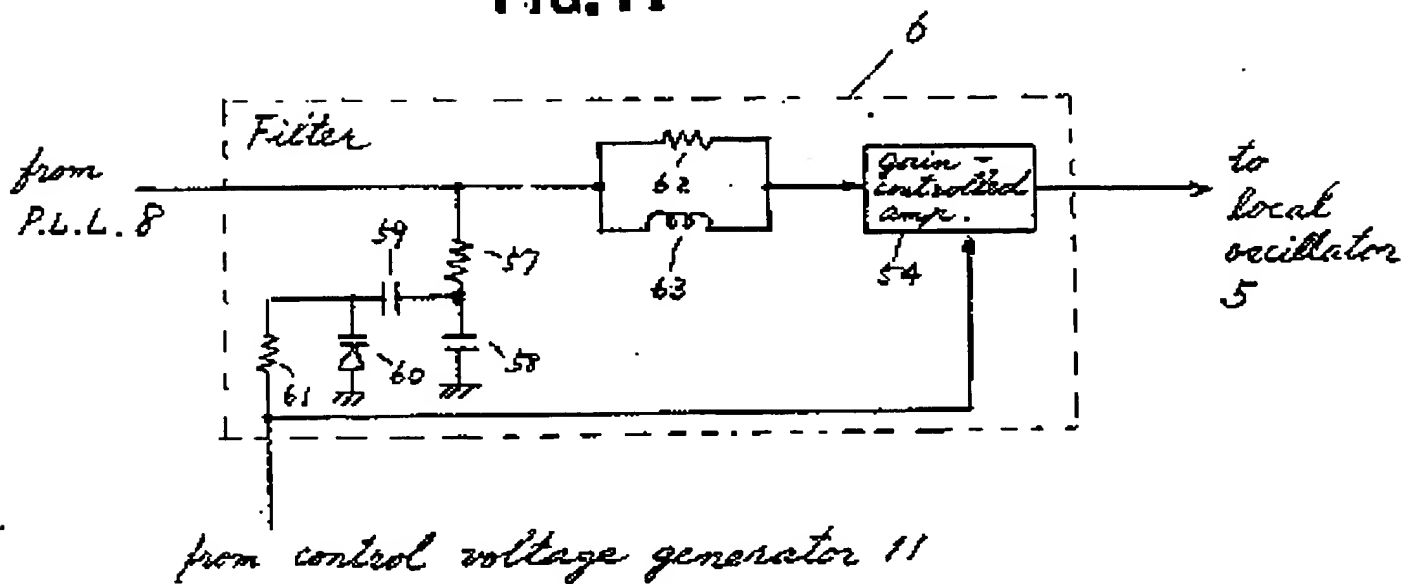 6
Filter
from
P.L.L. 8
62
63
gain-
controlled
amp.
54
to
local
oscillator
5
59
57
58
60
61
from control voltage generator 11